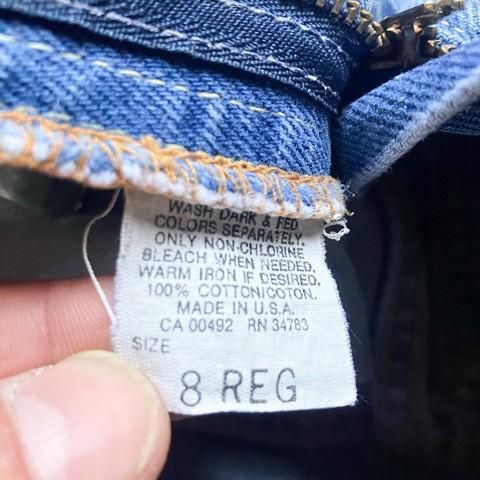 WASH DARK & RED
COLORS SEPARATELY.
ONLY NON-CHLORINE
BLEACH WHEN NEEDED.
WARM IRON IF DESIRED.
100% COTTON/COTON.
MADE IN U.S.A.
CA 00492 RN 34783
SIZE
8 REG